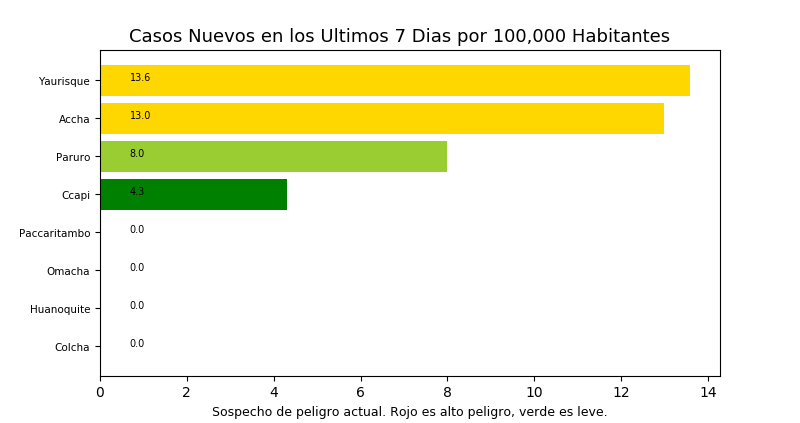 Casos Nuevos en los Ultimos 7 Dias por 100,000 Habitantes
Yaurisque 13.6
Accha 13.0
Paruro 8.0
Ccapi 4.3
Paccaritambo 0.0
Omacha 0.0
Huanoquite 0.0
Colcha 0.0
0 2 4 6 8 10 12 14
Sospecho de peligro actual. Rojo es alto peligro, verde es leve.